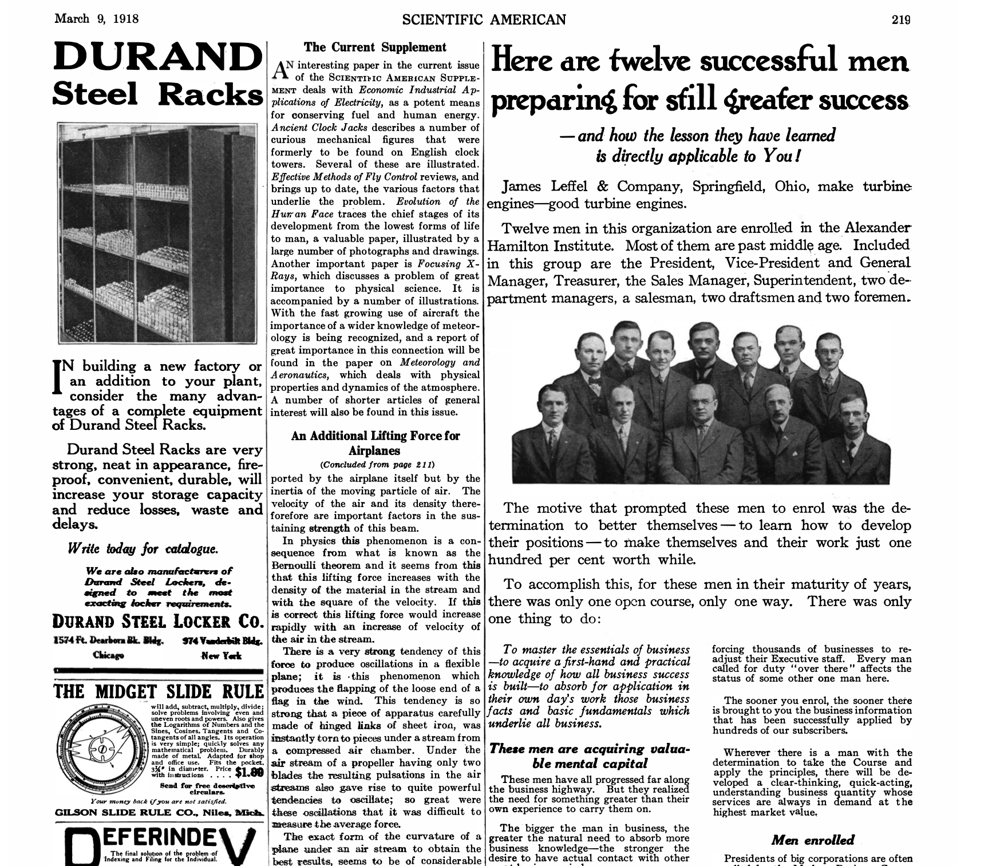 March 9, 1918
SCIENTIFIC AMERICAN
219
DURAND
Steel Racks
IN building a new factory or
an addition to your plant,
consider the many advan-
tages of a complete equipment
of Durand Steel Racks.
Durand Steel Racks are very
strong, neat in appearance, fire-
proof, convenient, durable, will
increase your storage capacity
and reduce losses, waste and
delays.
Write today for catalogue.
We are also manufacturers of
Durand Steel Lockers, de-
signed to meet the most
exacting locker requirements.
DURAND STEEL LOCKER CO.
1574 Ft. Dearborn Bk. Bldg.
974 Vanderbilt Bldg.
Chicago
New York
THE MIDGET SLIDE RULE
will add, subtract, multiply, divide;
solve problems involving even and
uneven roots and powers. Also gives
the Logarithms of Numbers and the
Sines, Cosines, Tangents and Co-
tangents of all angles. Its operation
is very simple; quickly solves any
mathematical problem. Durably
made of metal. Adapted for shop
and office use. Fits the pocket.
3¾" in diameter. Price
with instructions . . . . $1.00
Send for free descriptive
circulars.
Your money back if you are not satisfied.
GILSON SLIDE RULE CO., Niles, Mich.
DEFERINDEV
The final solution of the problem of
Indexing and Filing for the Individual.
The Current Supplement
AN interesting paper in the current issue
of the SCIENTIFIC AMERICAN SUPPLE-
MENT deals with Economic Industrial Ap-
plications of Electricity, as a potent means
for conserving fuel and human energy.
Ancient Clock Jacks describes a number of
curious mechanical figures that were
formerly to be found on English clock
towers. Several of these are illustrated.
Effective Methods of Fly Control reviews, and
brings up to date, the various factors that
underlie the problem. Evolution of the
Human Face traces the chief stages of its
development from the lowest forms of life
to man, a valuable paper, illustrated by a
large number of photographs and drawings.
Another important paper is Focusing X-
Rays, which discusses a problem of great
importance to physical science. It is
accompanied by a number of illustrations.
With the fast growing use of aircraft the
importance of a wider knowledge of meteor-
ology is being recognized, and a report of
great importance in this connection will be
found in the paper on Meteorology and
Aeronautics, which deals with physical
properties and dynamics of the atmosphere.
A number of shorter articles of general
interest will also be found in this issue.
An Additional Lifting Force for
Airplanes
(Concluded from page 211)
ported by the airplane itself but by the
inertia of the moving particle of air. The
velocity of the air and its density there-
forefore are important factors in the sus-
taining strength of this beam.
In physics this phenomenon is a con-
sequence from what is known as the
Bernoulli theorem and it seems from this
that this lifting force increases with the
density of the material in the stream and
with the square of the velocity. If this
is correct this lifting force would increase
rapidly with an increase of velocity of
the air in the stream.
There is a very strong tendency of this
force to produce oscillations in a flexible
plane; it is this phenomenon which
produces the flapping of the loose end of a
flag in the wind. This tendency is so
strong that a piece of apparatus carefully
made of hinged links of sheet iron, was
instantly torn to pieces under a stream from
a compressed air chamber. Under the
air stream of a propeller having only two
blades the resulting pulsations in the air
streams also gave rise to quite powerful
tendencies to oscillate; so great were
these oscillations that it was difficult to
measure the average force.
The exact form of the curvature of a
plane under an air stream to obtain the
best results, seems to be of considerable
Here are twelve successful men
preparing for still greater success
—and how the lesson they have learned
is directly applicable to You!
James Leffel & Company, Springfield, Ohio, make turbine
engines—good turbine engines.
Twelve men in this organization are enrolled in the Alexander
Hamilton Institute. Most of them are past middle age. Included
in this group are the President, Vice-President and General
Manager, Treasurer, the Sales Manager, Superintendent, two de-
partment managers, a salesman, two draftsmen and two foremen.
The motive that prompted these men to enrol was the de-
termination to better themselves—to learn how to develop
their positions—to make themselves and their work just one
hundred per cent worth while.
To accomplish this, for these men in their maturity of years,
there was only one open course, only one way. There was only
one thing to do:
To master the essentials of business
—to acquire a first-hand and practical
knowledge of how all business success
is built—to absorb for application in
their own day's work those business
facts and basic fundamentals which
underlie all business.
These men are acquiring valua-
ble mental capital
These men have all progressed far along
the business highway. But they realized
the need for something greater than their
own experience to carry them on.
The bigger the man in business, the
greater the natural need to absorb more
business knowledge—the stronger the
desire to have actual contact with other
forcing thousands of businesses to re-
adjust their Executive staff. Every man
called for duty "over there" affects the
status of some other one man here.
The sooner you enrol, the sooner there
is brought to you the business information
that has been successfully applied by
hundreds of our subscribers.
Wherever there is a man with the
determination to take the Course and
apply the principles, there will be de-
veloped a clear-thinking, quick-acting,
understanding business quantity whose
services are always in demand at the
highest market value.
Men enrolled
Presidents of big corporations are often